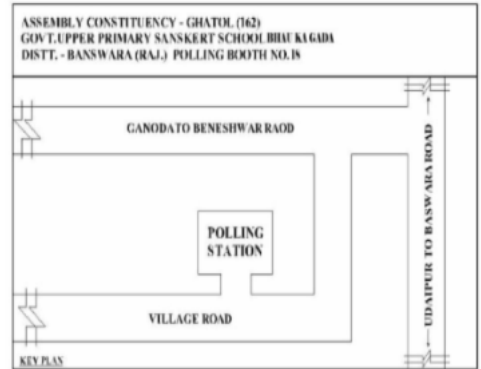 ASSEMBLY CONSTITUENCY - GHATOL (162)
GOVT.UPPER PRIMARY SANSKERT SCHOOL BHAU KA GADA
DISTT. - BANSWARA (RAJ.) POLLING BOOTH NO.18
GANODATO BENESHWAR RAOD
UDAIPUR TO BASWARA ROAD
POLLING
STATION
VILLAGE ROAD
KEY PLAN